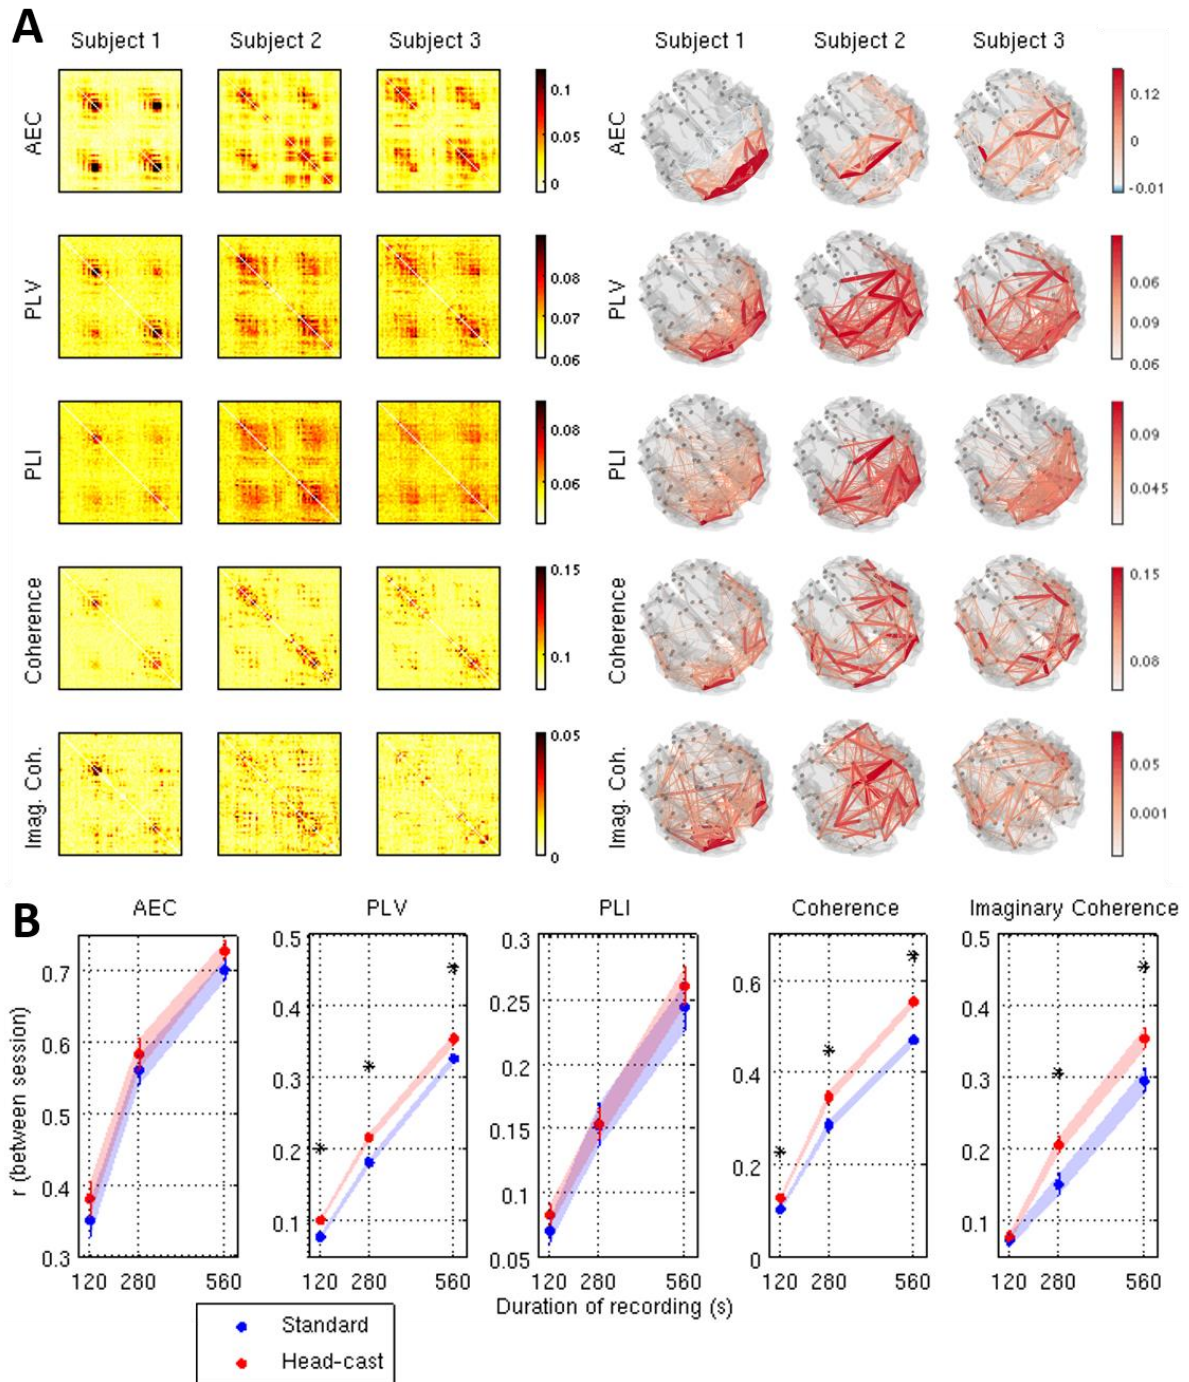 A
Subject 1 Subject 2 Subject 3 Subject 1 Subject 2 Subject 3
AEC 0.1 0.05 0 AEC 0.12 0 -0.01
PLV 0.09 0.08 0.07 0.06 PLV 0.06 0.09 0.06
PLI 0.08 0.06 PLI 0.09 0.045
Coherence 0.15 0.1 Coherence 0.15 0.08
Imag. Coh. 0.05 0 Imag. Coh. 0.05 0.001
B
AEC PLV PLI Coherence Imaginary Coherence
r (between session)
0.7 0.6 0.5 0.4 0.3
0.5 0.4 0.3 0.2 0.1
0.3 0.25 0.2 0.15 0.1 0.05
0.6 0.4 0.2 0
0.5 0.4 0.3 0.2 0.1
120 280 560 120 280 560 120 280 560 120 280 560 120 280 560
Duration of recording (s)
Standard
Head-cast